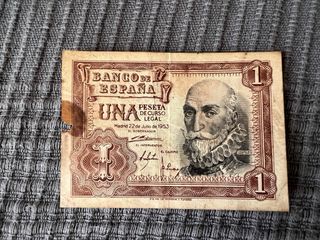 BANCO DE
ESPAÑA
1
UNA PESETA
DE CURSO
LEGAL
Madrid 22 de Julio de 1953
EL GOBERNADOR
EL INTERVENTOR
EL CAJERO
1
1